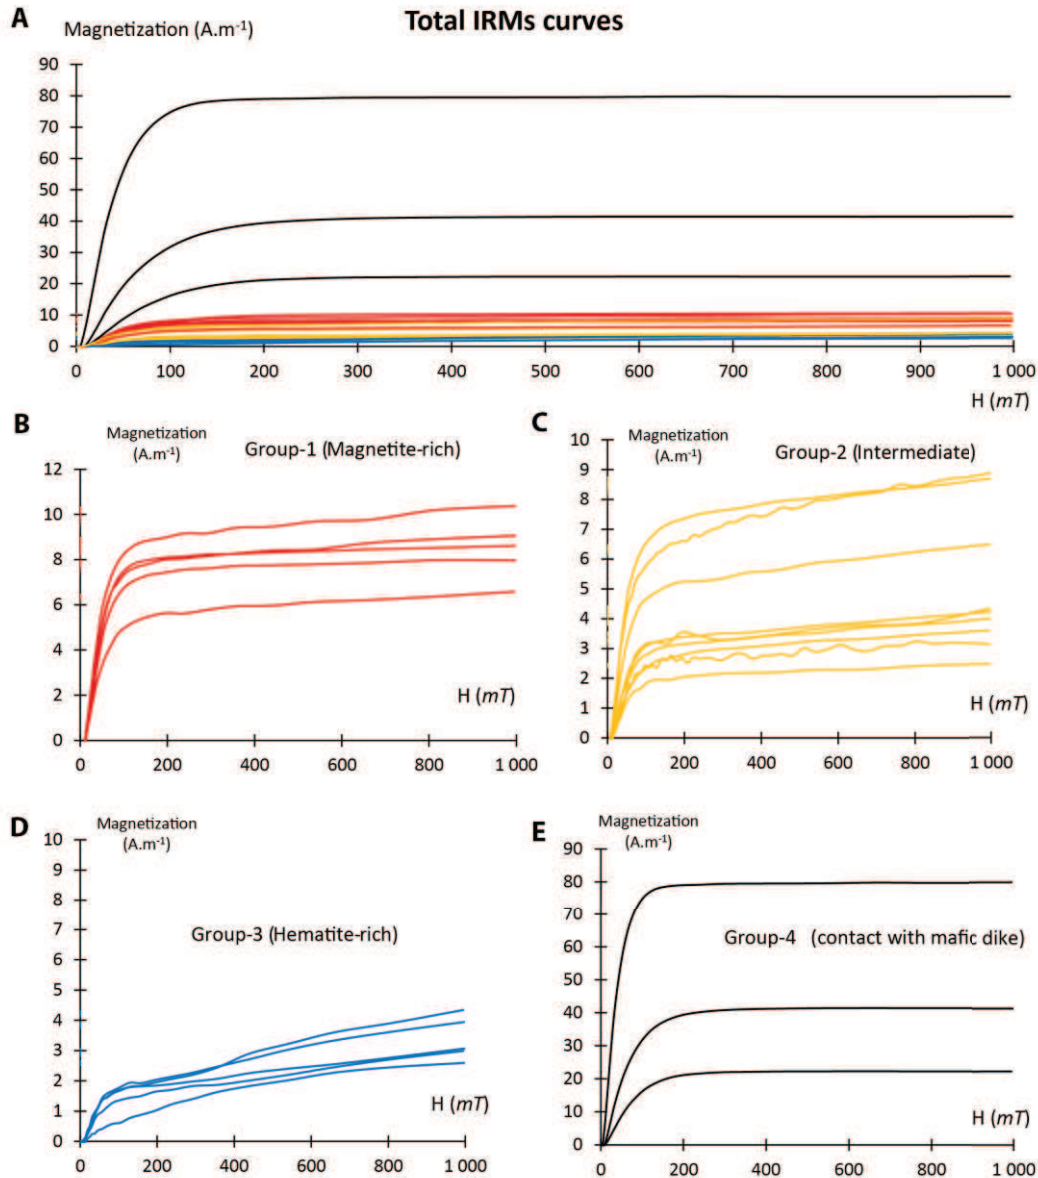 A
Total IRMs curves
Magnetization (A.m-1)
90
80
70
60
50
40
30
20
10
0
0 100 200 300 400 500 600 700 800 900 1 000
H (mT)
B
Magnetization
(A.m-1)
Group-1 (Magnetite-rich)
12
10
8
6
4
2
0
H (mT)
0 200 400 600 800 1 000
C
Magnetization
(A.m-1)
Group-2 (Intermediate)
10
9
8
7
6
5
4
3
2
1
0
H (mT)
0 200 400 600 800 1 000
D
Magnetization
(A.m-1)
10
9
8
7
6
5
4
3
2
1
0
Group-3 (Hematite-rich)
H (mT)
0 200 400 600 800 1 000
E
Magnetization
(A.m-1)
90
80
70
60
50
40
30
20
10
0
Group-4 (contact with mafic dike)
H (mT)
0 200 400 600 800 1 000